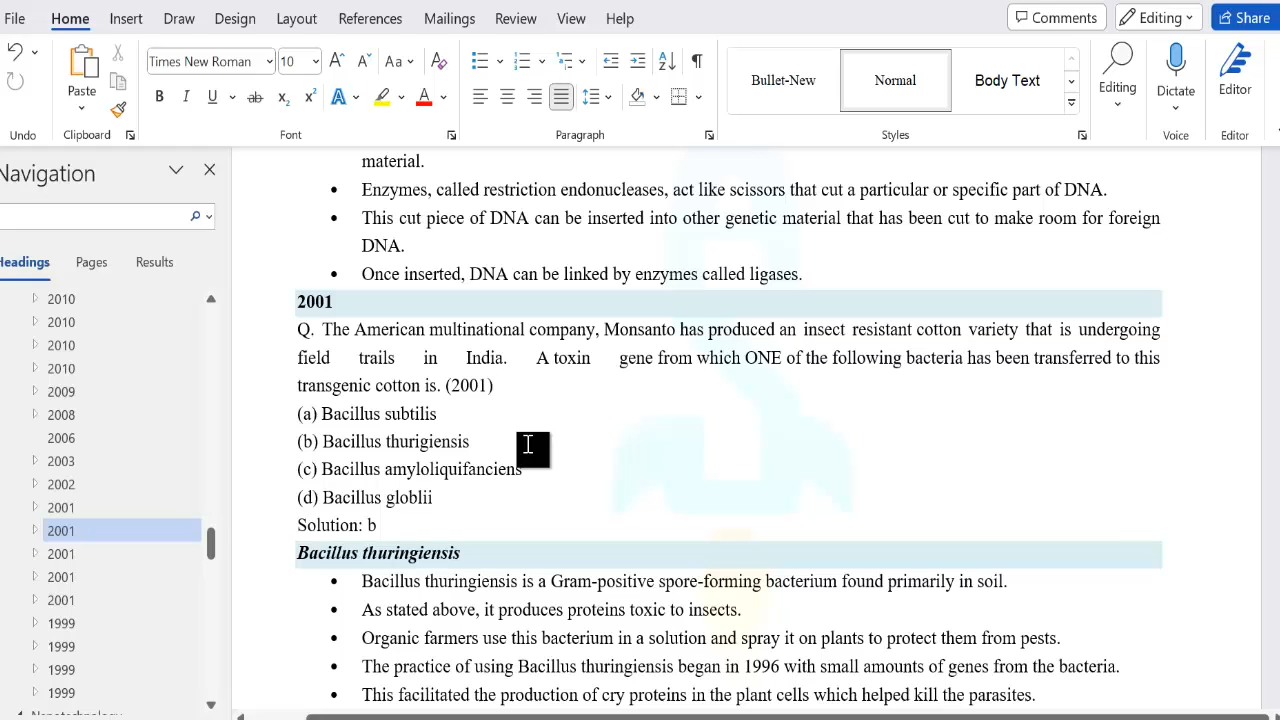 File Home Insert Draw Design Layout References Mailings Review View Help Comments Editing Share
Times New Roman 10 Aa
Paste Bullet-New Normal Body Text Editing Dictate Editor
B I U ab x₂ x² A A
Undo Clipboard Font Paragraph Styles Voice Editor
Navigation
Headings Pages Results
2010
2010
2010
2010
2009
2008
2006
2003
2002
2001
2001
2001
2001
2001
1999
1999
1999
1999
material.
• Enzymes, called restriction endonucleases, act like scissors that cut a particular or specific part of DNA.
• This cut piece of DNA can be inserted into other genetic material that has been cut to make room for foreign
DNA.
• Once inserted, DNA can be linked by enzymes called ligases.
2001
Q. The American multinational company, Monsanto has produced an insect resistant cotton variety that is undergoing
field trails in India. A toxin gene from which ONE of the following bacteria has been transferred to this
transgenic cotton is. (2001)
(a) Bacillus subtilis
(b) Bacillus thurigiensis
(c) Bacillus amyloliquifanciens
(d) Bacillus globlii
Solution: b
Bacillus thuringiensis
• Bacillus thuringiensis is a Gram-positive spore-forming bacterium found primarily in soil.
• As stated above, it produces proteins toxic to insects.
• Organic farmers use this bacterium in a solution and spray it on plants to protect them from pests.
• The practice of using Bacillus thuringiensis began in 1996 with small amounts of genes from the bacteria.
• This facilitated the production of cry proteins in the plant cells which helped kill the parasites.